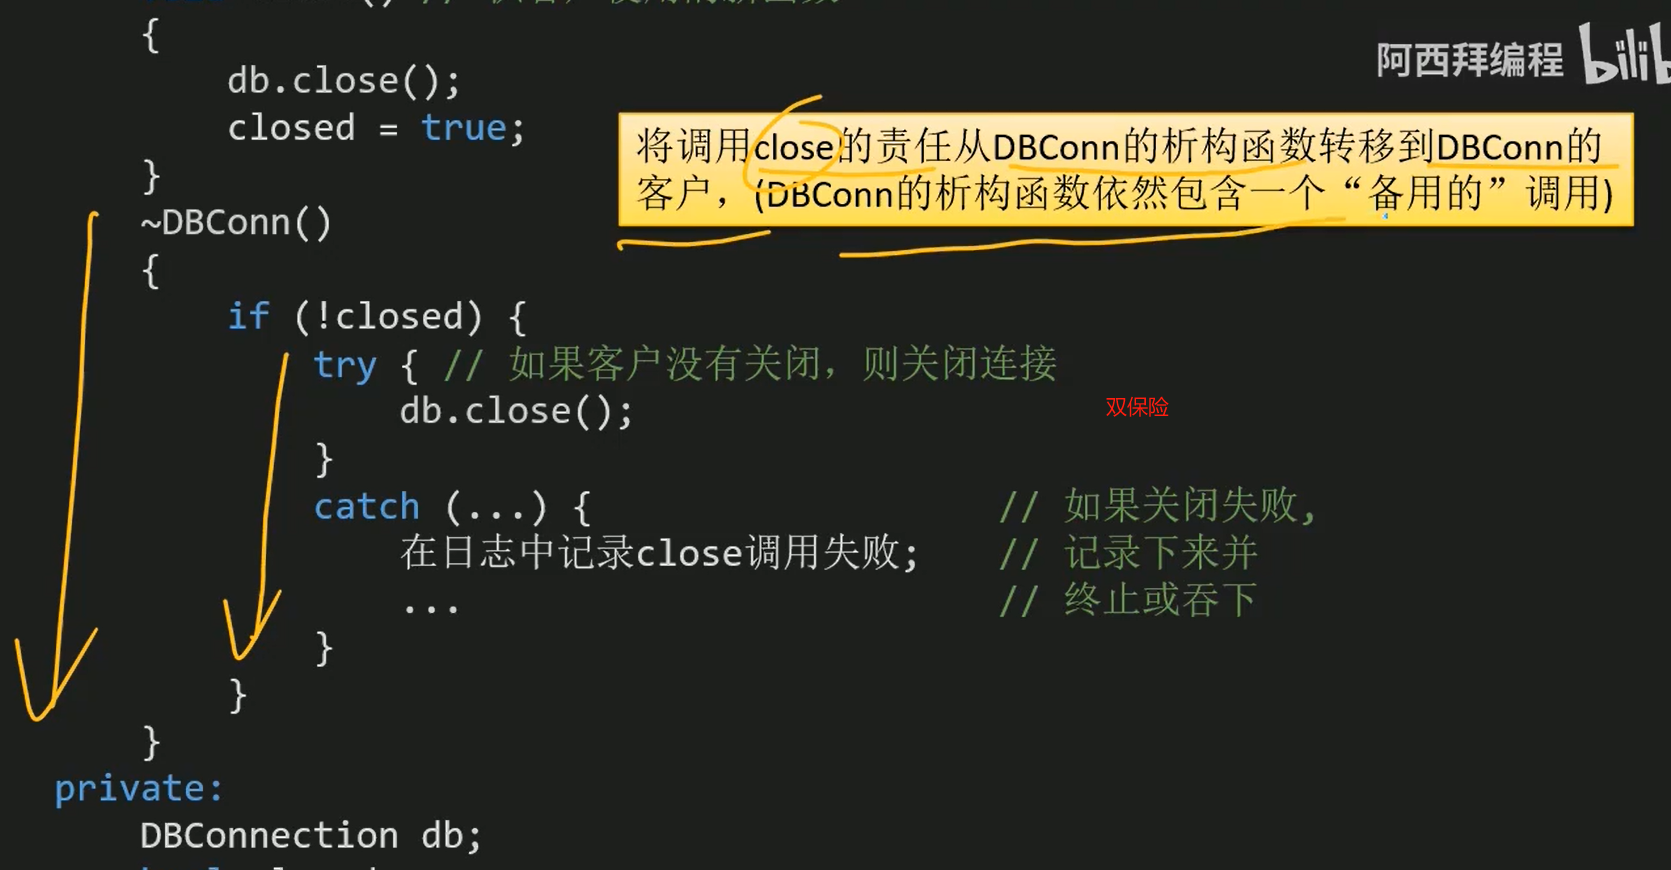 {
db.close();
closed = true;
}
~DBConn()
{
if (!closed) {
try { // 如果客户没有关闭，则关闭连接
db.close();
}
catch (...) { // 如果关闭失败,
在日志中记录close调用失败; // 记录下来并
... // 终止或吞下
}
}
}
private:
DBConnection db;
阿西拜编程
将调用close的责任从DBConn的析构函数转移到DBConn的
客户，(DBConn的析构函数依然包含一个“备用的”调用)
双保险